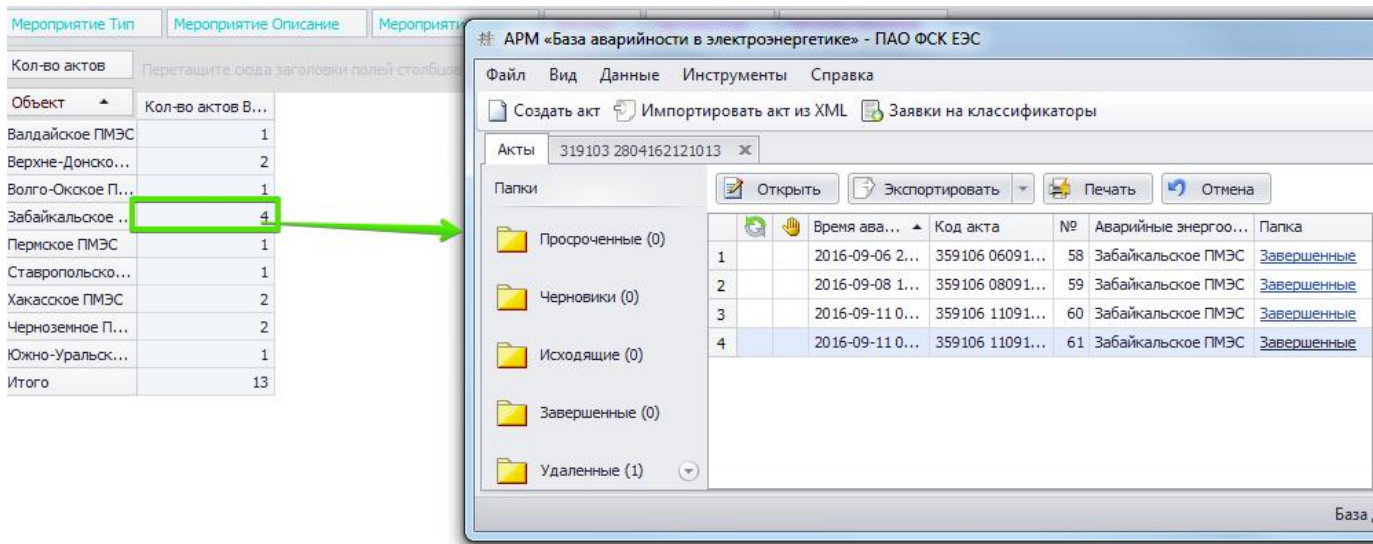 Мероприятие Тип
Мероприятие Описание
Мероприяти
Кол-во актов
Перетащите сюда заголовки полей столбцов
Объект
Кол-во актов В...
Валдайское ПМЭС 1
Верхне-Донско... 2
Волго-Окское П... 1
Забайкальское .. 4
Пермское ПМЭС 1
Ставропольско... 1
Хакасское ПМЭС 2
Черноземное П... 2
Южно-Уральск... 1
Итого 13
АРМ «База аварийности в электроэнергетике» - ПАО ФСК ЕЭС
Файл Вид Данные Инструменты Справка
Создать акт Импортировать акт из XML Заявки на классификаторы
Акты 319103 2804162121013
Папки
Просроченные (0)
Черновики (0)
Исходящие (0)
Завершенные (0)
Удаленные (1)
Открыть Экспортировать Печать Отмена
Время ава... Код акта № Аварийные энергоо... Папка
1 2016-09-06 2... 359106 06091... 58 Забайкальское ПМЭС Завершенные
2 2016-09-08 1... 359106 08091... 59 Забайкальское ПМЭС Завершенные
3 2016-09-11 0... 359106 11091... 60 Забайкальское ПМЭС Завершенные
4 2016-09-11 0... 359106 11091... 61 Забайкальское ПМЭС Завершенные
База